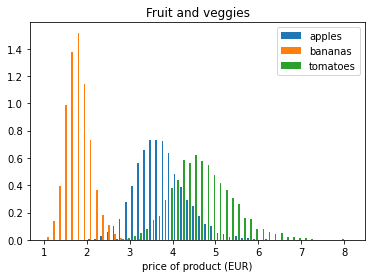 Fruit and veggies
apples
bananas
tomatoes
1.4
1.2
1.0
0.8
0.6
0.4
0.2
0.0
1 2 3 4 5 6 7 8
price of product (EUR)